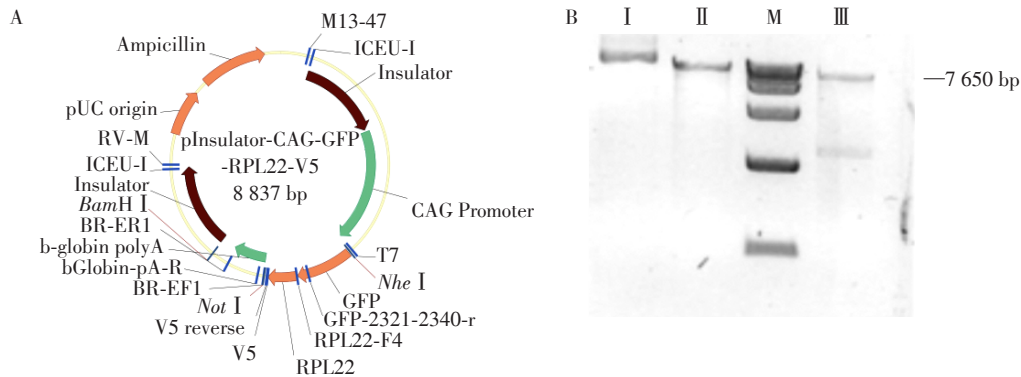 A
M13-47
ICEU-I
Insulator
Ampicillin
pUC origin
RV-M
ICEU-I
Insulator
BamH I
BR-ER1
b-globin polyA
bGlobin-pA-R
BR-EF1
Not I
V5 reverse
V5
RPL22
RPL22-F4
GFP-2321-2340-r
GFP
Nhe I
T7
CAG Promoter
pInsulator-CAG-GFP
-RPL22-V5
8 837 bp
B
I II M III
7 650 bp